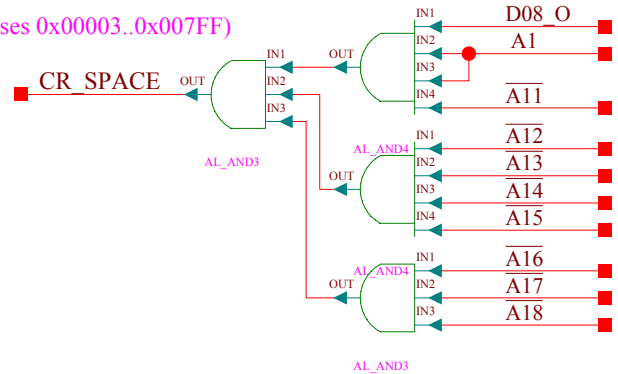 ses 0x00003..0x007FF)
IN1
D08_O
IN2
A1
IN1
OUT
IN3
CR_SPACE
OUT
IN2
IN4
A11
IN3
IN1
A12
AL_AND3
AL_AND4
IN2
A13
OUT
IN3
A14
IN4
A15
IN1
A16
AL_AND4
OUT
IN2
A17
IN3
A18
AL_AND3